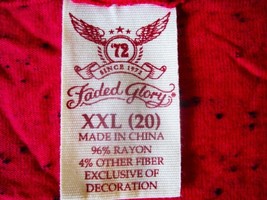 '72
SINCE 1972
Faded Glory
XXL (20)
MADE IN CHINA
96% RAYON
4% OTHER FIBER
EXCLUSIVE OF
DECORATION